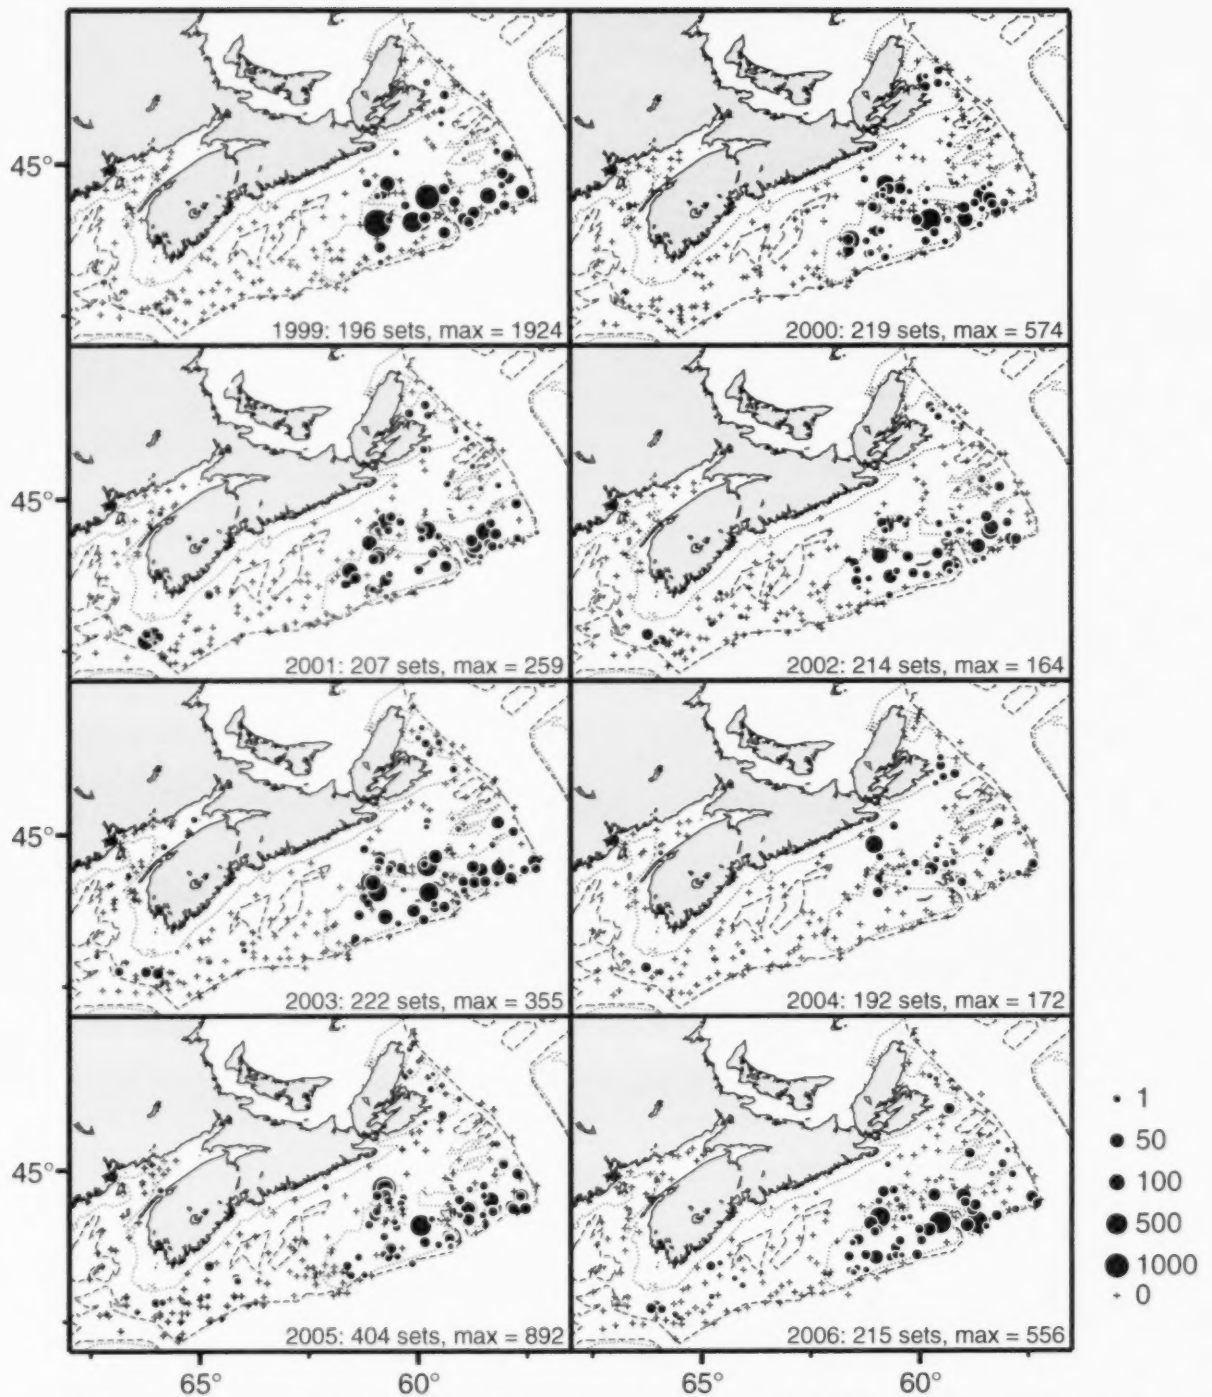 45°
1999: 196 sets, max = 1924
2000: 219 sets, max = 574
45°
2001: 207 sets, max = 259
2002: 214 sets, max = 164
45°
2003: 222 sets, max = 355
2004: 192 sets, max = 172
45°
2005: 404 sets, max = 892
2006: 215 sets, max = 556
1
50
100
500
1000
0
65°
60°
65°
60°